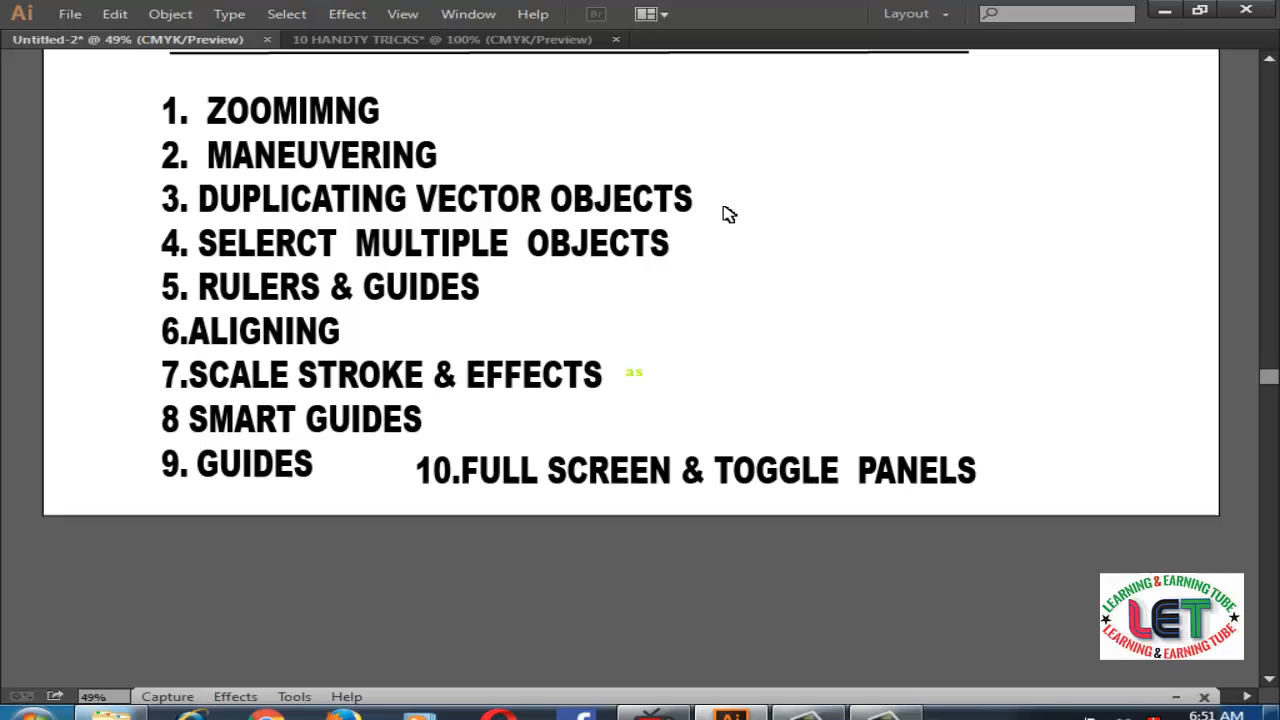 Ai File Edit Object Type Select Effect View Window Help Br Layout
Untitled-2* @ 49% (CMYK/Preview) × 10 HANDTY TRICKS* @ 100% (CMYK/Preview) ×
1. ZOOMIMNG
2. MANEUVERING
3. DUPLICATING VECTOR OBJECTS
4. SELERCT MULTIPLE OBJECTS
5. RULERS & GUIDES
6.ALIGNING
7.SCALE STROKE & EFFECTS as
8 SMART GUIDES
9. GUIDES 10.FULL SCREEN & TOGGLE PANELS
LEARNING & EARNING TUBE
LET
LEARNING & EARNING TUBE
49% Capture Effects Tools Help
Ai 6:51 AM